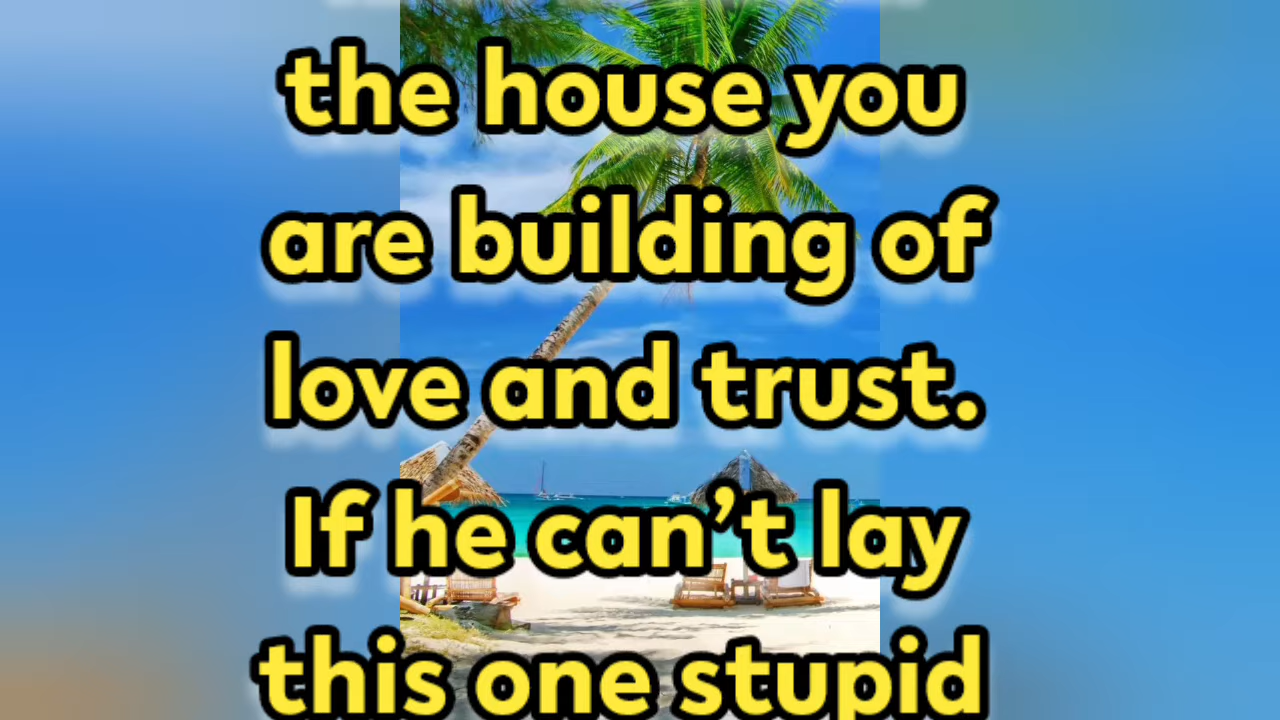 the house you
are building of
love and trust.
If he can’t lay
this one stupid